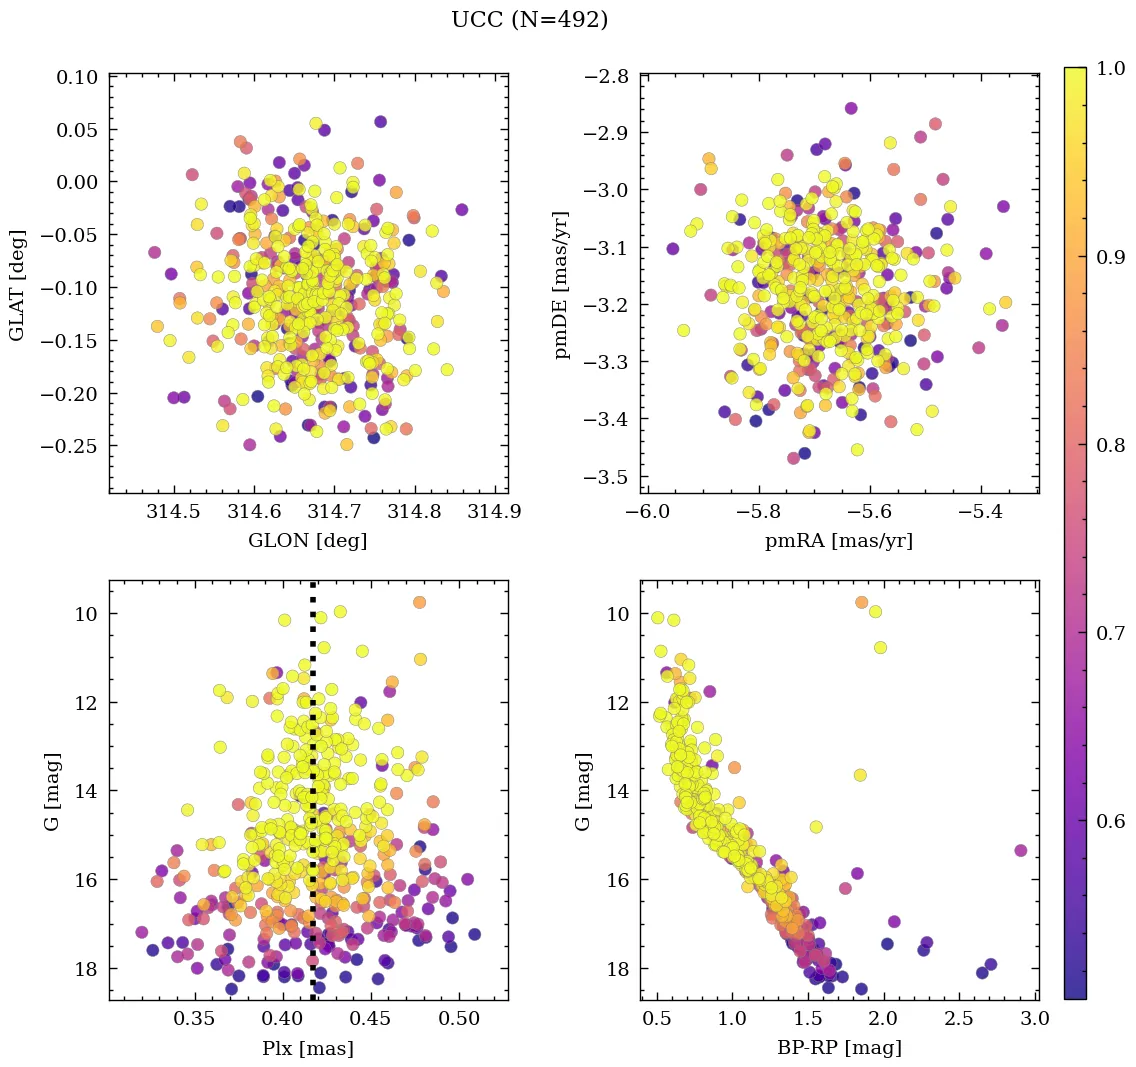 UCC (N=492)
0.10
0.05
0.00
−0.05
−0.10
−0.15
−0.20
−0.25
GLAT [deg]
314.5 314.6 314.7 314.8 314.9
GLON [deg]
−2.8
−2.9
−3.0
−3.1
−3.2
−3.3
−3.4
−3.5
pmDE [mas/yr]
−6.0 −5.8 −5.6 −5.4
pmRA [mas/yr]
1.0
0.9
0.8
0.7
0.6
10
12
14
16
18
G [mag]
0.35 0.40 0.45 0.50
Plx [mas]
10
12
14
16
18
G [mag]
0.5 1.0 1.5 2.0 2.5 3.0
BP-RP [mag]